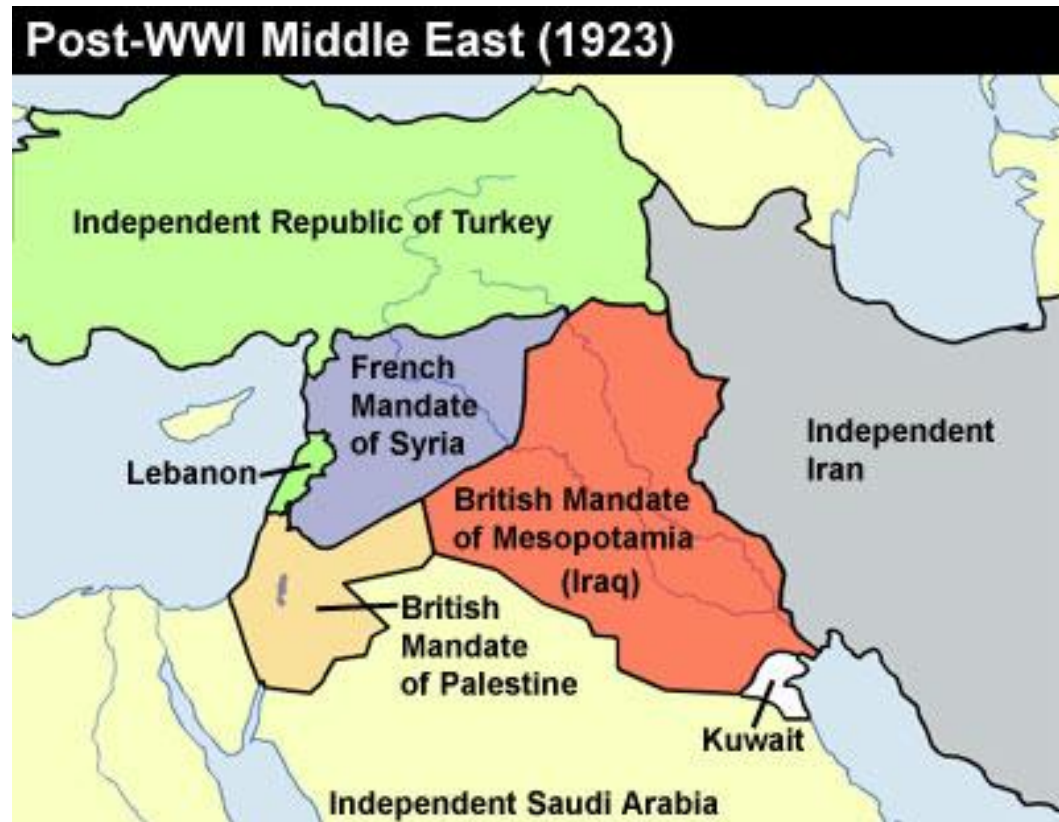 Post-WWI Middle East (1923)
Independent Republic of Turkey
French
Mandate
of Syria
Lebanon
Independent
Iran
British Mandate
of Mesopotamia
(Iraq)
British
Mandate
of Palestine
Kuwait
Independent Saudi Arabia